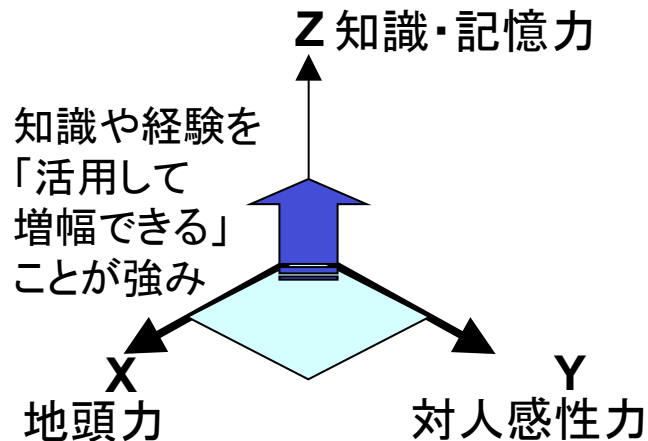 Z 知識・記憶力
知識や経験を
「活用して
増幅できる」
ことが強み
X
地頭力
Y
対人感性力